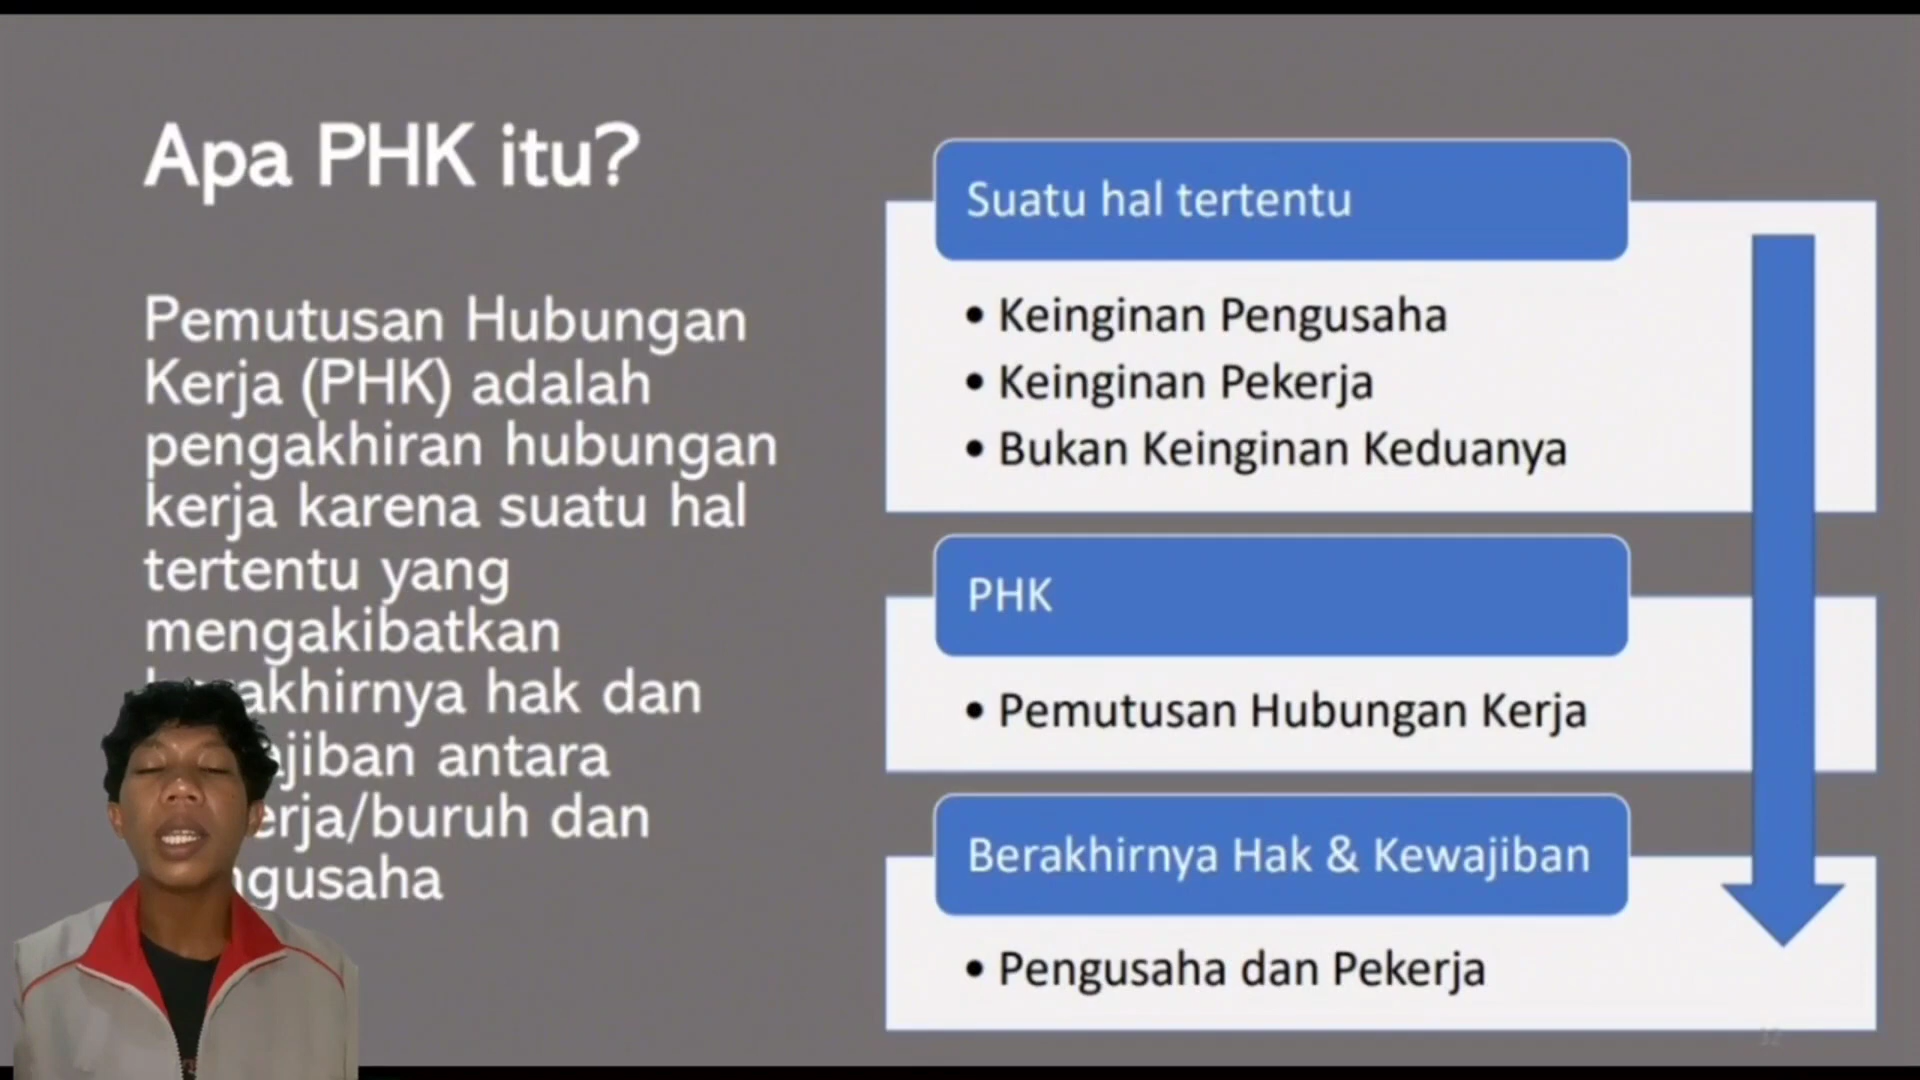 Apa PHK itu?
Pemutusan Hubungan
Kerja (PHK) adalah
pengakhiran hubungan
kerja karena suatu hal
tertentu yang
mengakibatkan
hak dan
antara
dan
Suatu hal tertentu
• Keinginan Pengusaha
• Keinginan Pekerja
• Bukan Keinginan Keduanya
PHK
• Pemutusan Hubungan Kerja
Berakhirnya Hak & Kewajiban
• Pengusaha dan Pekerja